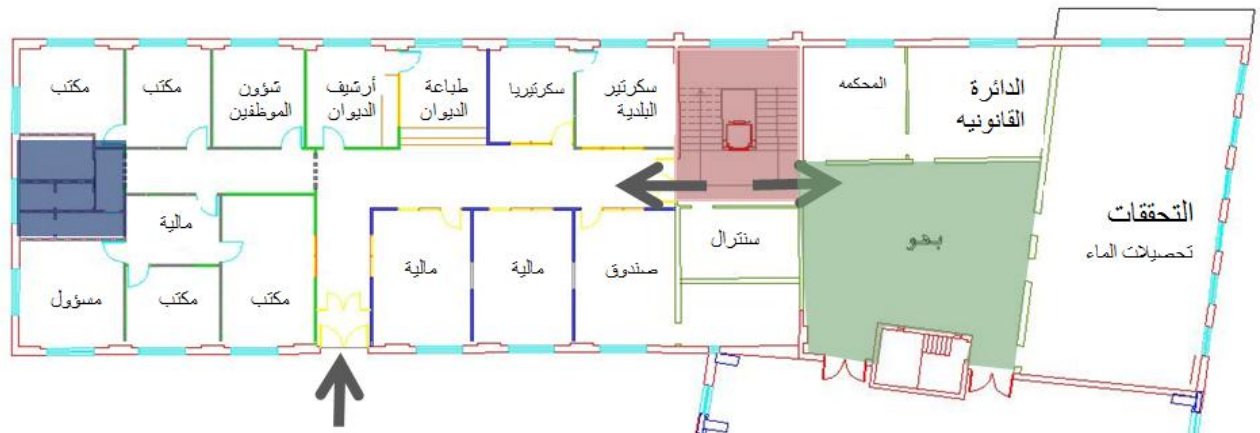 مكتب
مكتب
شؤون
الموظفين
أرشيف
الديوان
طباعة
الديوان
سكرتيريا
سكرتير
البلدية
المحكمه
الدائرة
القانونيه
مالية
مسؤول
مكتب
مكتب
مالية
مالية
صندوق
سنترال
بهو
التحققات
تحصيلات الماء